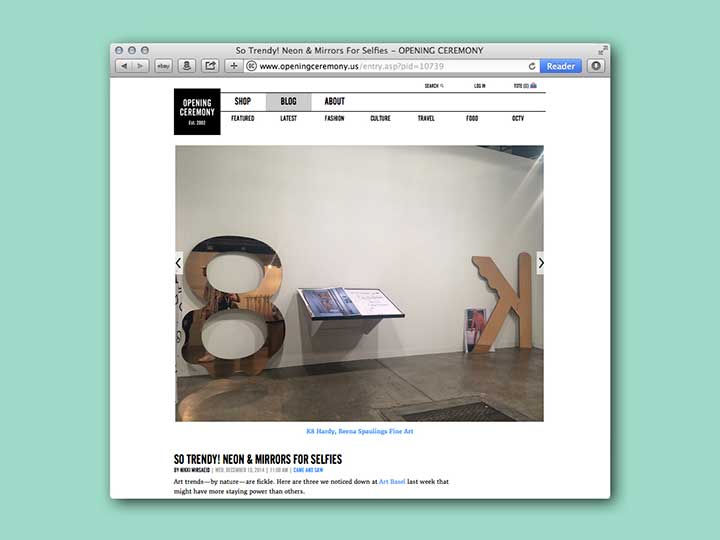 So Trendy! Neon & Mirrors For Selfies – OPENING CEREMONY
ebay
www.openingceremony.us/entry.asp?pid=10739
Reader
SEARCH
LOG IN
TOTE (0)
OPENING
CEREMONY
Est. 2002
SHOP
BLOG
ABOUT
FEATURED
LATEST
FASHION
CULTURE
TRAVEL
FOOD
OCTV
8
K
K8 Hardy, Reena Spaulings Fine Art
SO TRENDY! NEON & MIRRORS FOR SELFIES
BY NIKKI MIRSAEID | WED, DECEMBER 10, 2014 | 11:00 AM | CAME AND SAW
Art trends—by nature—are fickle. Here are three we noticed down at Art Basel last week that
might have more staying power than others.